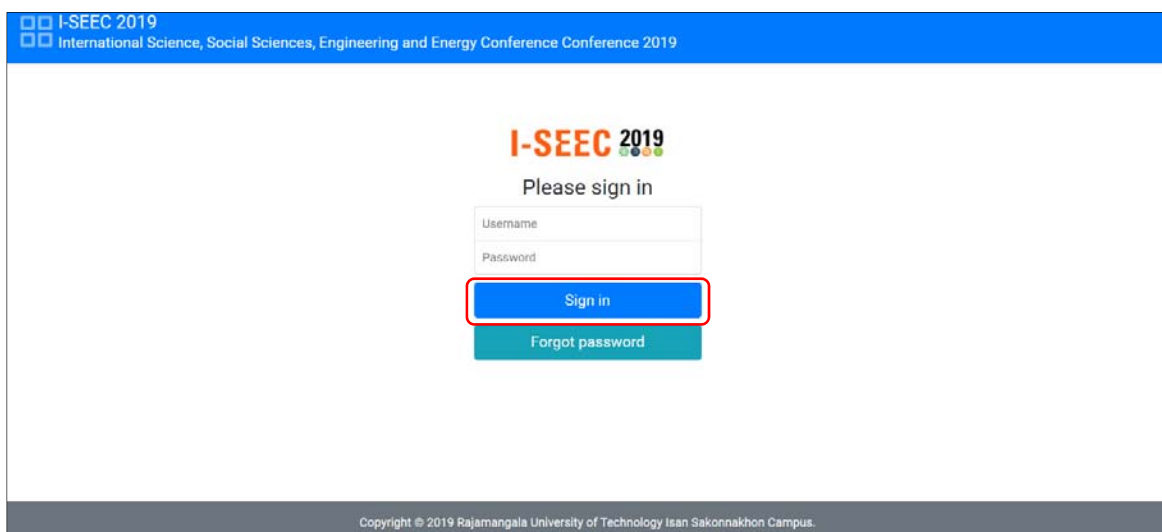 I-SEEC 2019
International Science, Social Sciences, Engineering and Energy Conference Conference 2019
I-SEEC 2019
Please sign in
Username
Password
Sign in
Forgot password
Copyright © 2019 Rajamangala University of Technology Isan Sakonnakhon Campus.